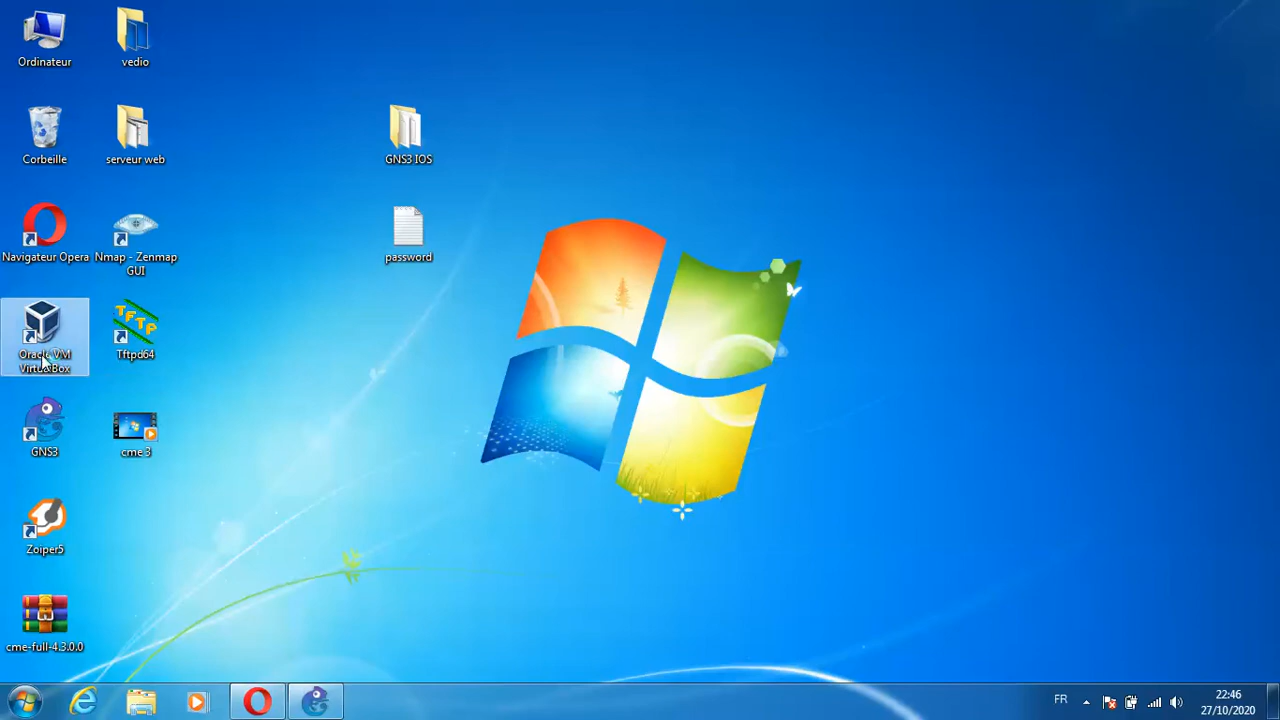 Ordinateur
vedio
Corbeille
serveur web
GNS3 IOS
Navigateur Opera
Nmap - Zenmap
GUI
password
Oracle VM
VirtualBox
TFTP
Tftpd64
GNS3
cme 3
Zoiper5
cme-full-4.3.0.0
FR
22:46
27/10/2020